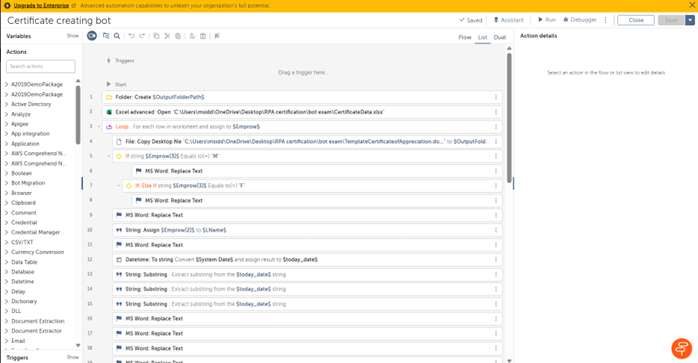 Upgrade to Enterprise Advanced automation capabilities to unleash your organization's full potential.
Certificate creating bot
Saved Assistant Run Debugger Close Save
Variables Show
Flow List Dual
Action details
Actions
Search actions
Select an action in the flow or list view to edit details
A2019DemoPackage
A2019DemoPackage
Active Directory
Analyze
Apigee
App integration
Application
AWS Comprehend N...
AWS Comprehend N...
Boolean
Bot Migration
Browser
Clipboard
Comment
Credential
Credential Manager
CSV/TXT
Currency Conversion
Data Table
Database
Datetime
Delay
Dictionary
DLL
Document Extraction
Document Extractor
Email
Triggers Show
Triggers
Drag a trigger here..
Start
1 Folder: Create $OutputFolderPath$
2 Excel advanced: Open "C:\Users\msidd\OneDrive\Desktop\RPA certification\bot exam\CertificateData.xlsx"
3 Loop For each row in worksheet and assign to $Emprow$
4 File: Copy Desktop file "C:\Users\msidd\OneDrive\Desktop\RPA certification\bot exam\TemplateCertificateofAppreciation.do..." to $OutputFold...
5 If string $Emprow[3]$ Equals to(=) "M"
6 MS Word: Replace Text
7 If: Else If string $Emprow[3]$ Equals to(=) "F"
8 MS Word: Replace Text
9 MS Word: Replace Text
10 String: Assign $Emprow[2]$ to $LName$
11 MS Word: Replace Text
12 Datetime: To string Convert $System:Date$ and assign result to $today_date$
13 String: Substring Extract substring from the $today_date$ string
14 String: Substring Extract substring from the $today_date$ string
15 String: Substring Extract substring from the $today_date$ string
16 MS Word: Replace Text
17 MS Word: Replace Text
18 MS Word: Replace Text